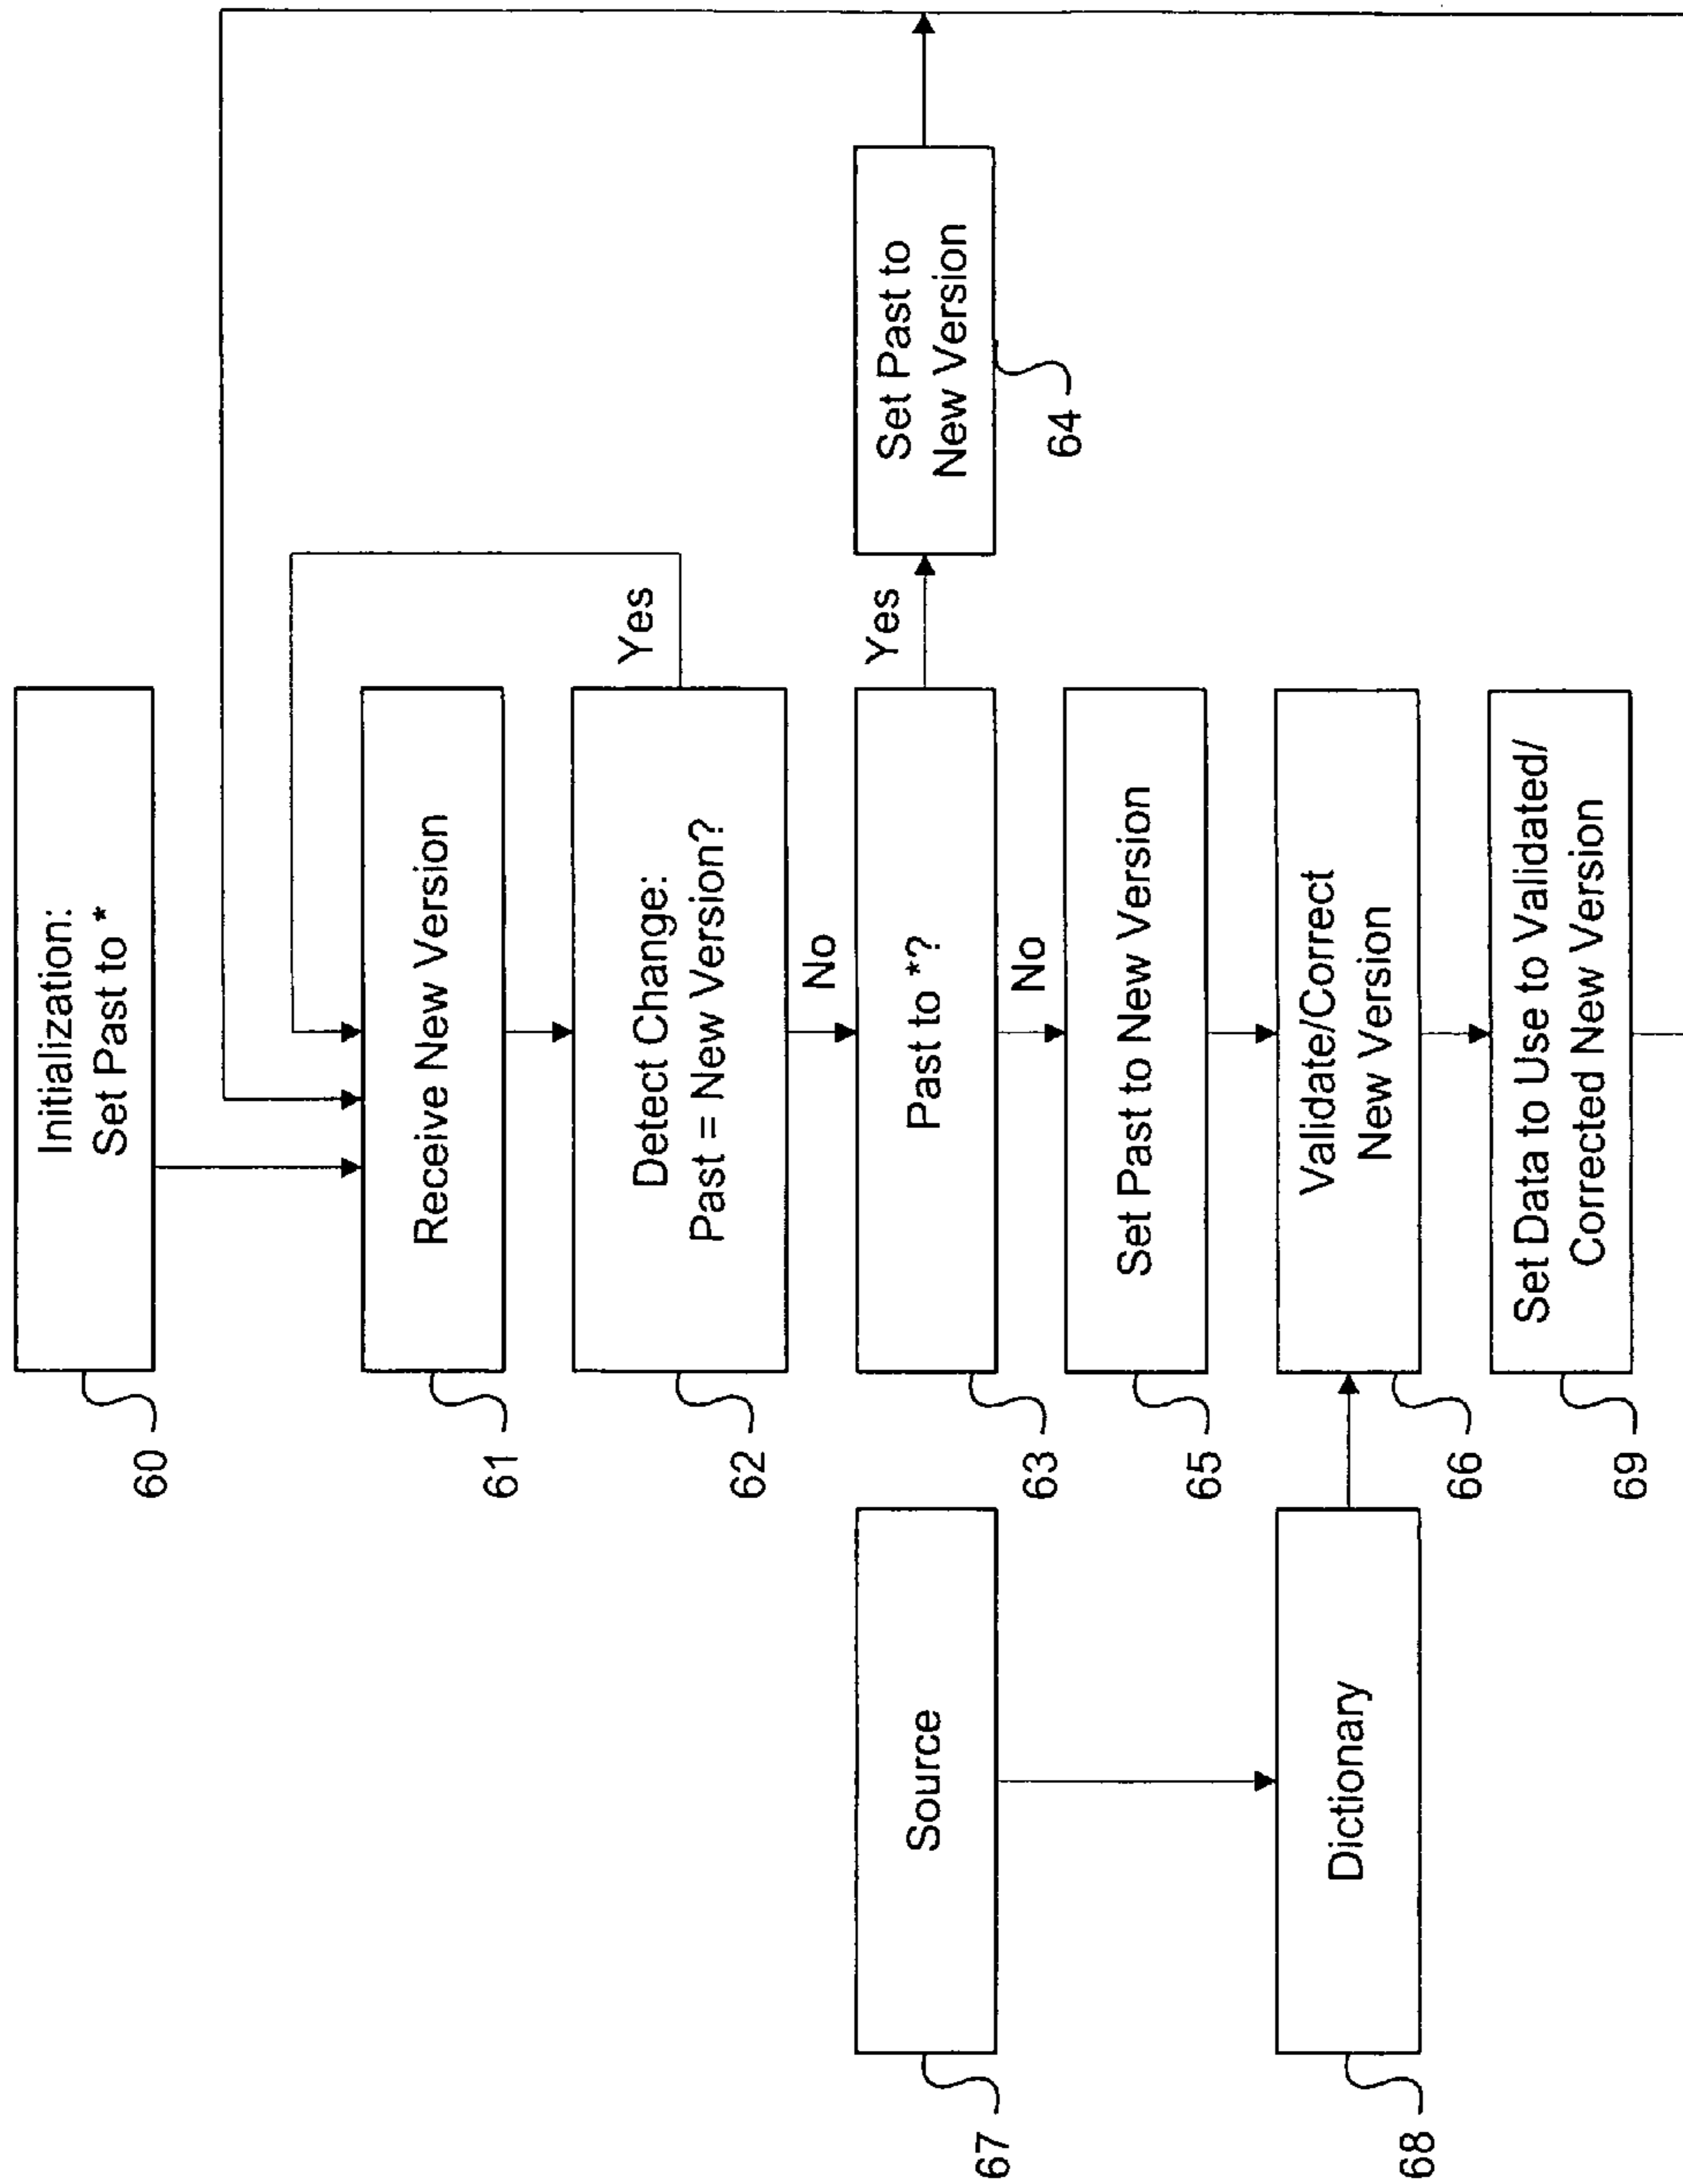 Initialization:
Set Past to *
60
Receive New Version
61
Detect Change:
Past = New Version?
62
Yes
No
Past to *?
63
Yes
Set Past to
New Version
64
No
Set Past to New Version
65
Validate/Correct
New Version
66
Source
67
Dictionary
68
Set Data to Use to Validated/
Corrected New Version
69